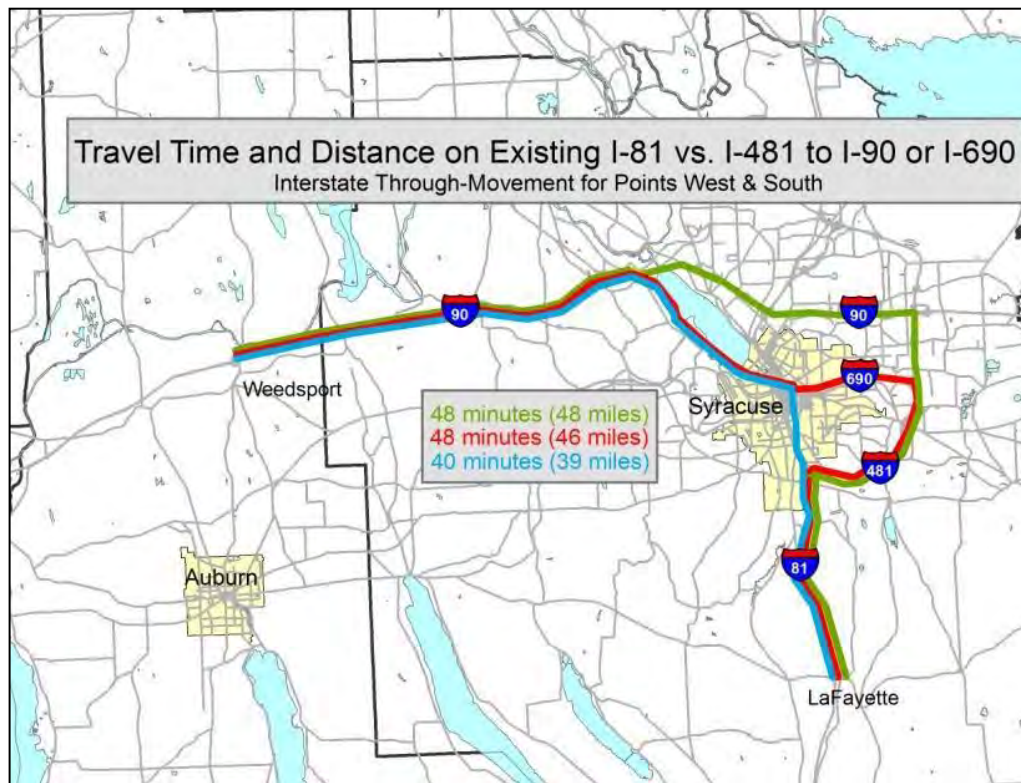 Travel Time and Distance on Existing I-81 vs. I-481 to I-90 or I-690
Interstate Through-Movement for Points West & South
90
90
Weedsport
690
48 minutes (48 miles)
Syracuse
48 minutes (46 miles)
40 minutes (39 miles)
481
81
Auburn
LaFayette